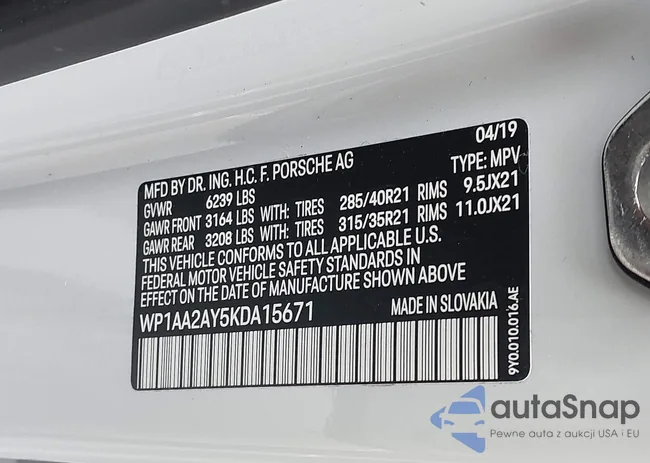 04/19
MFD BY DR. ING. H.C. F. PORSCHE AG TYPE: MPV
GVWR 6239 LBS
GAWR FRONT 3164 LBS WITH: TIRES 285/40R21 RIMS 9.5JX21
GAWR REAR 3208 LBS WITH: TIRES 315/35R21 RIMS 11.0JX21
THIS VEHICLE CONFORMS TO ALL APPLICABLE U.S.
FEDERAL MOTOR VEHICLE SAFETY STANDARDS IN
EFFECT ON THE DATE OF MANUFACTURE SHOWN ABOVE
WP1AA2AY5KDA15671 MADE IN SLOVAKIA
9Y0.010.016.AE
autaSnap
Pewne auta z aukcji USA i EU